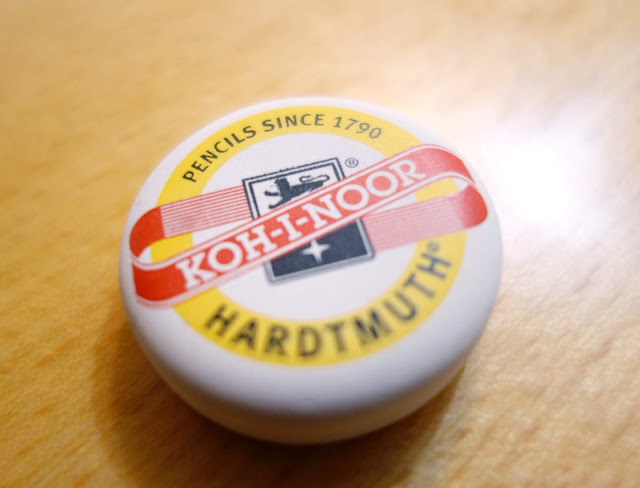 PENCILS SINCE 1790
KOH-I-NOOR®
HARDTMUTH®